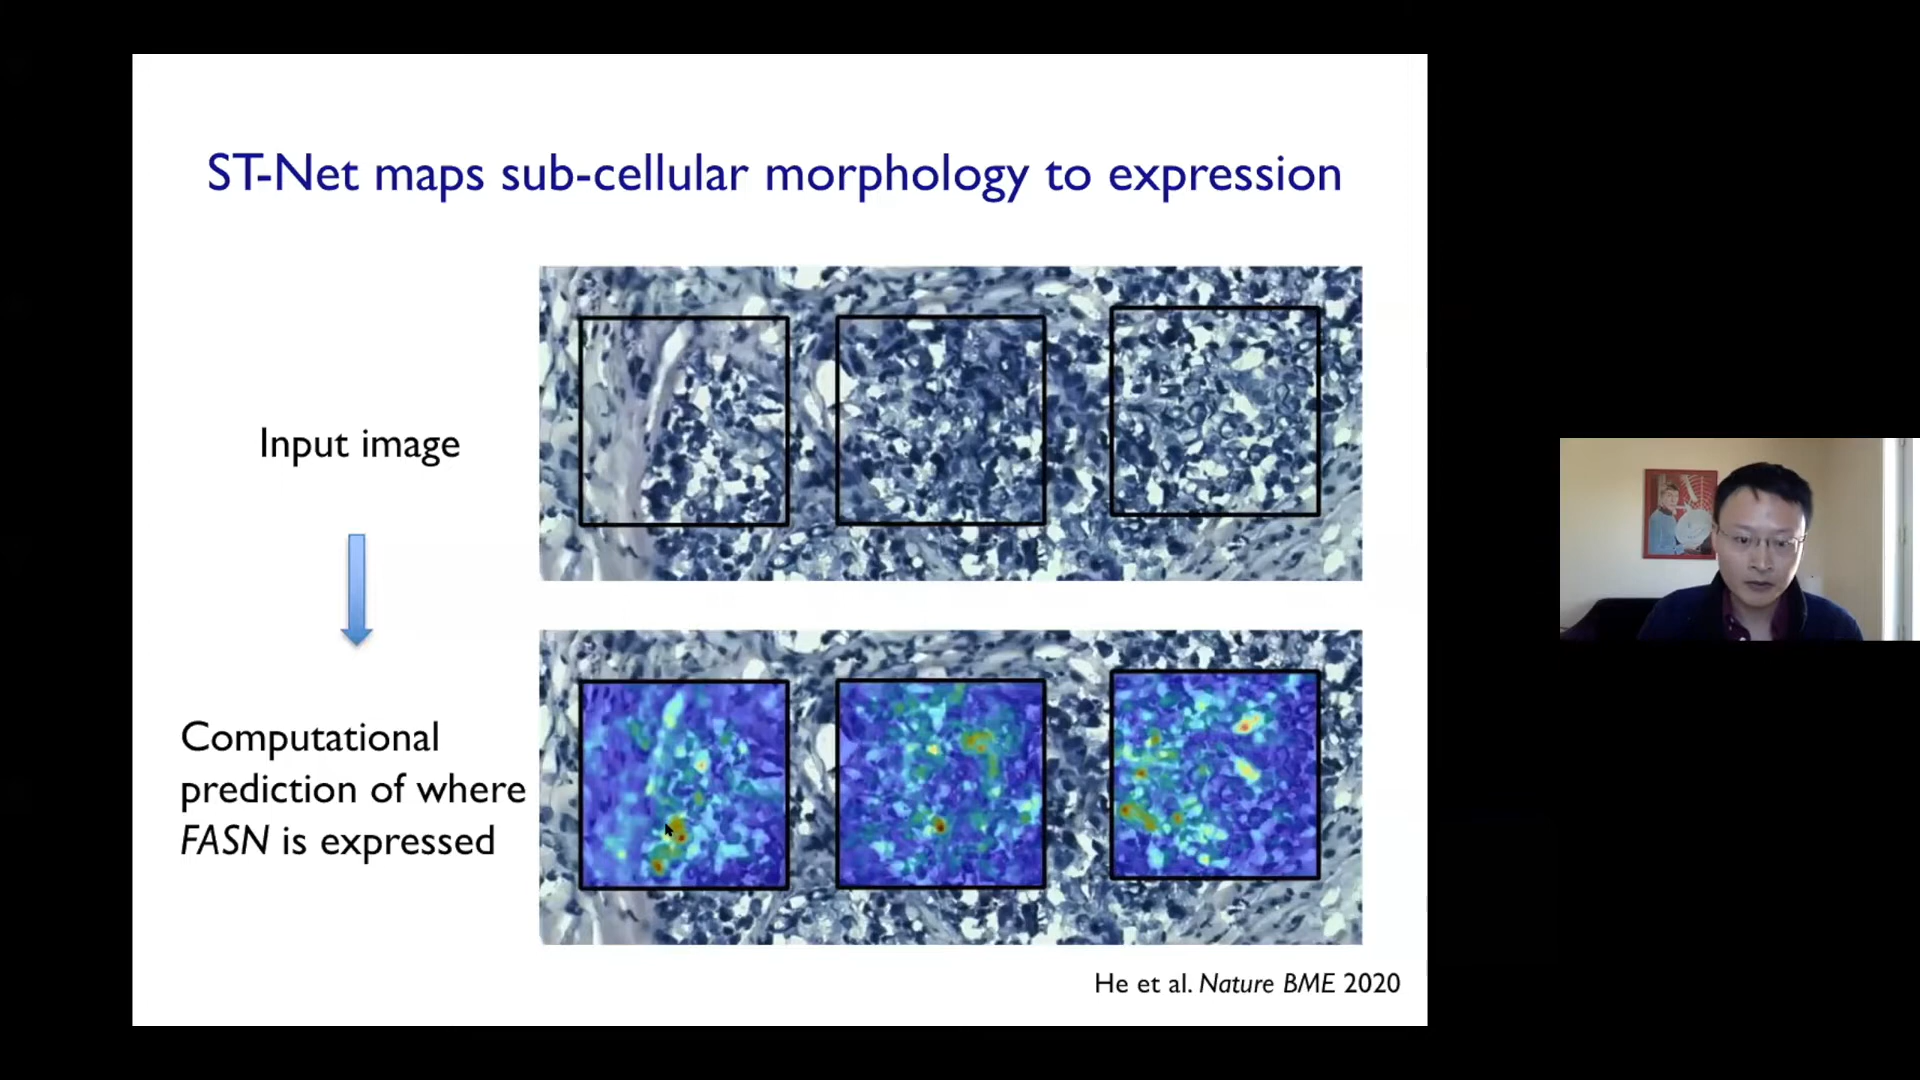 ST-Net maps sub-cellular morphology to expression
Input image
Computational
prediction of where
FASN is expressed
He et al. Nature BME 2020